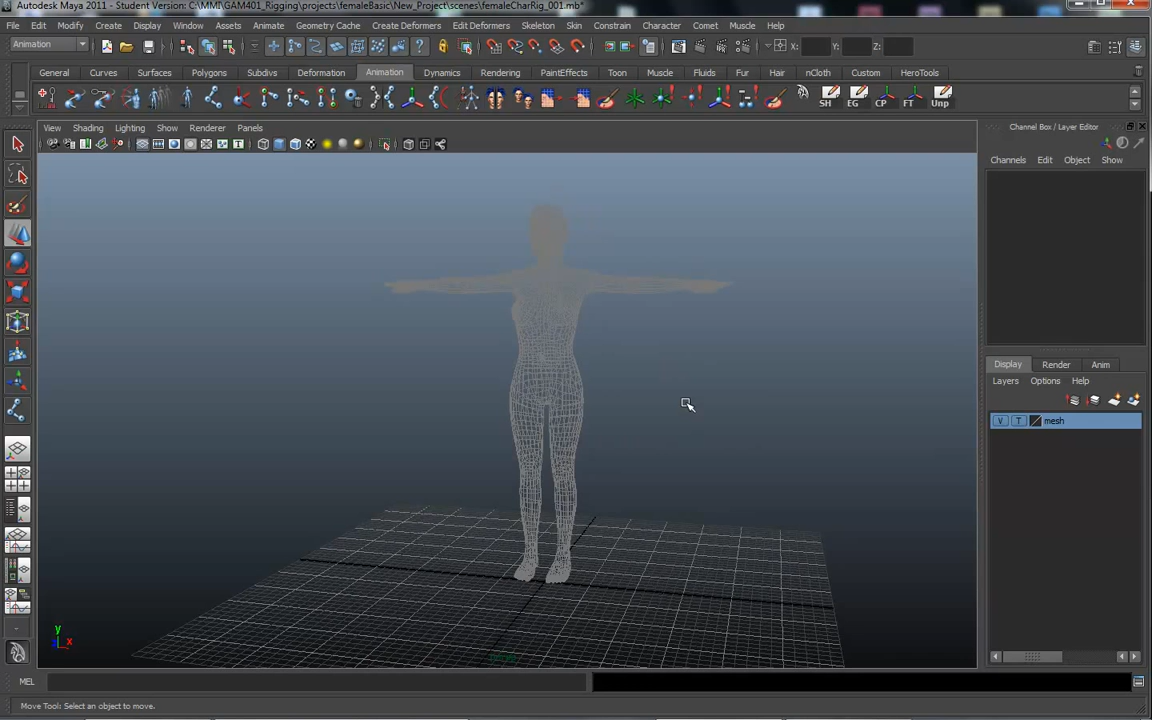 Autodesk Maya 2011 - Student Version: C:\MMI\GAM401_Rigging\projects\femaleBasic\New_Project\scenes\femaleCharRig_001.mb*
File Edit Modify Create Display Window Assets Animate Geometry Cache Create Deformers Edit Deformers Skeleton Skin Constrain Character Comet Muscle Help
Animation X: Y: Z:
General Curves Surfaces Polygons Subdivs Deformation Animation Dynamics Rendering PaintEffects Toon Muscle Fluids Fur Hair nCloth Custom HeroTools
SH EG CP FT Unp
View Shading Lighting Show Renderer Panels
Channel Box / Layer Editor
Channels Edit Object Show
Display Render Anim
Layers Options Help
V T mesh
y
z x
persp
MEL
Move Tool: Select an object to move.